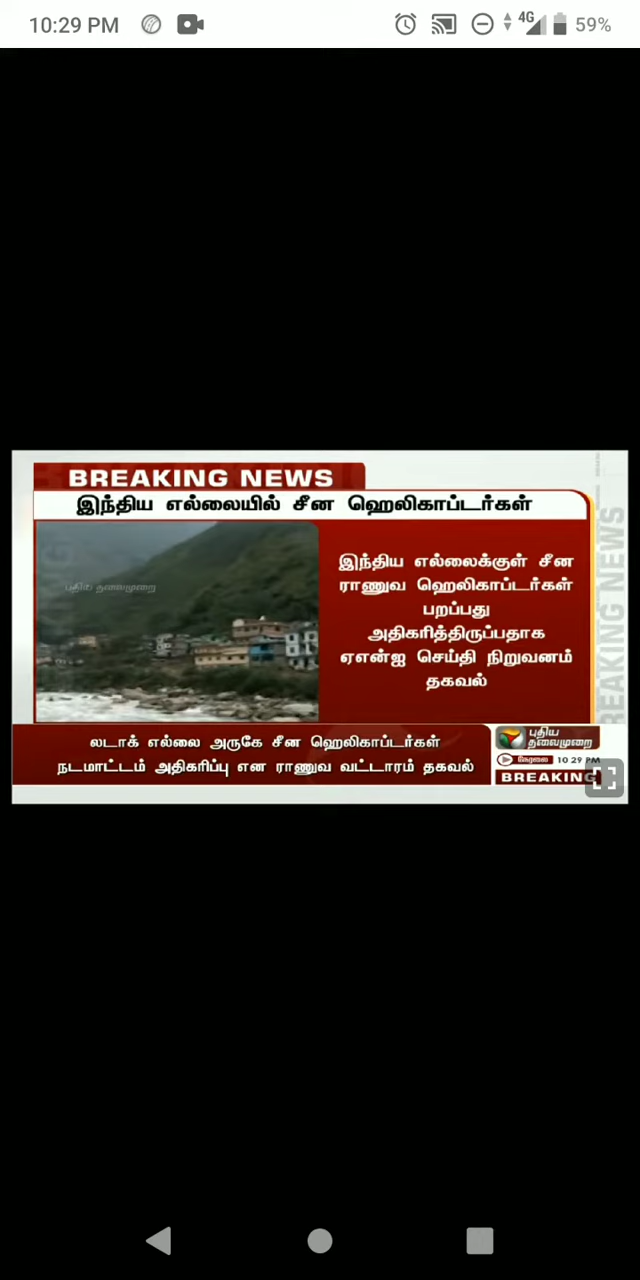 10:29 PM
4G
59%
BREAKING NEWS
இந்திய எல்லையில் சீன ஹெலிகாப்டர்கள்
புதிய தலைமுறை
இந்திய எல்லைக்குள் சீன
ராணுவ ஹெலிகாப்டர்கள்
பறப்பது
அதிகரித்திருப்பதாக
ஏஎன்ஐ செய்தி நிறுவனம்
தகவல்
BREAKING NEWS
லடாக் எல்லை அருகே சீன ஹெலிகாப்டர்கள்
நடமாட்டம் அதிகரிப்பு என ராணுவ வட்டாரம் தகவல்
புதிய
தலைமுறை
நேரலை 10:29 PM
BREAKING